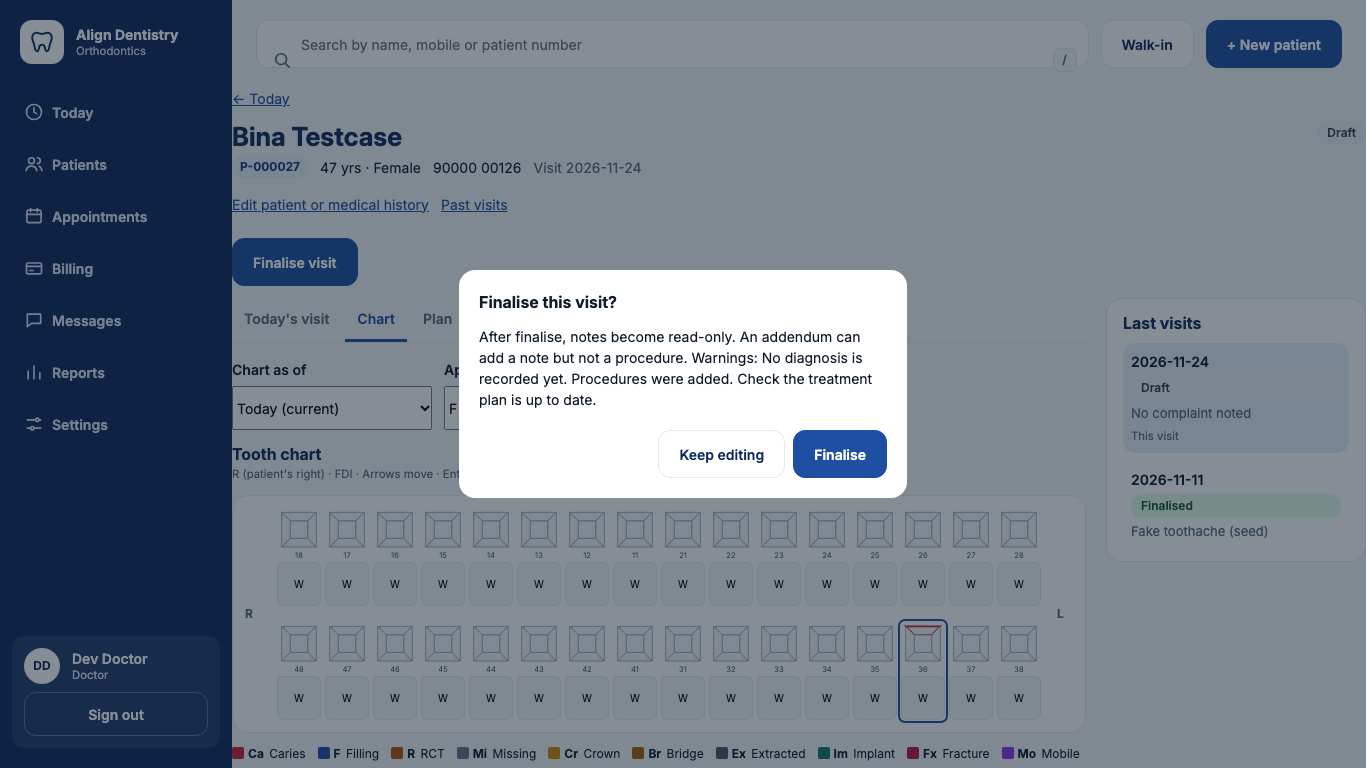 Align Dentistry
Orthodontics
Today
Patients
Appointments
Billing
Messages
Reports
Settings
DD
Dev Doctor
Doctor
Sign out
Search by name, mobile or patient number
/
Walk-in
+ New patient
← Today
Bina Testcase
Draft
P-000027 47 yrs · Female 90000 00126 Visit 2026-11-24
Edit patient or medical history Past visits
Finalise visit
Today's visit Chart Plan
Chart as of
Today (current)
Tooth chart
R (patient's right) · FDI · Arrows move · Ent
Finalise this visit?
After finalise, notes become read-only. An addendum can
add a note but not a procedure. Warnings: No diagnosis is
recorded yet. Procedures were added. Check the treatment
plan is up to date.
Keep editing Finalise
18 17 16 15 14 13 12 11 21 22 23 24 25 26 27 28
W W W W W W W W W W W W W W W W
R L
48 47 46 45 44 43 42 41 31 32 33 34 35 36 37 38
W W W W W W W W W W W W W W W W
Ca Caries F Filling R RCT Mi Missing Cr Crown Br Bridge Ex Extracted Im Implant Fx Fracture Mo Mobile
Last visits
2026-11-24
Draft
No complaint noted
This visit
2026-11-11
Finalised
Fake toothache (seed)